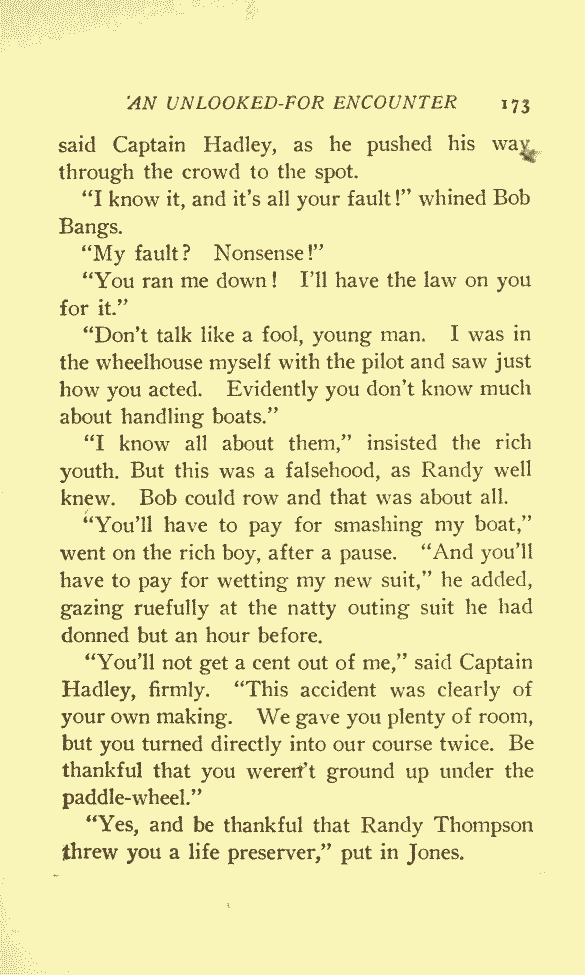 AN UNLOOKED-FOR ENCOUNTER 173
said Captain Hadley, as he pushed his way
through the crowd to the spot.
"I know it, and it's all your fault!" whined Bob
Bangs.
"My fault? Nonsense!"
"You ran me down! I'll have the law on you
for it."
"Don't talk like a fool, young man. I was in
the wheelhouse myself with the pilot and saw just
how you acted. Evidently you don't know much
about handling boats."
"I know all about them," insisted the rich
youth. But this was a falsehood, as Randy well
knew. Bob could row and that was about all.
"You'll have to pay for smashing my boat,"
went on the rich boy, after a pause. "And you'll
have to pay for wetting my new suit," he added,
gazing ruefully at the natty outing suit he had
donned but an hour before.
"You'll not get a cent out of me," said Captain
Hadley, firmly. "This accident was clearly of
your own making. We gave you plenty of room,
but you turned directly into our course twice. Be
thankful that you weren't ground up under the
paddle-wheel."
"Yes, and be thankful that Randy Thompson
threw you a life preserver," put in Jones.